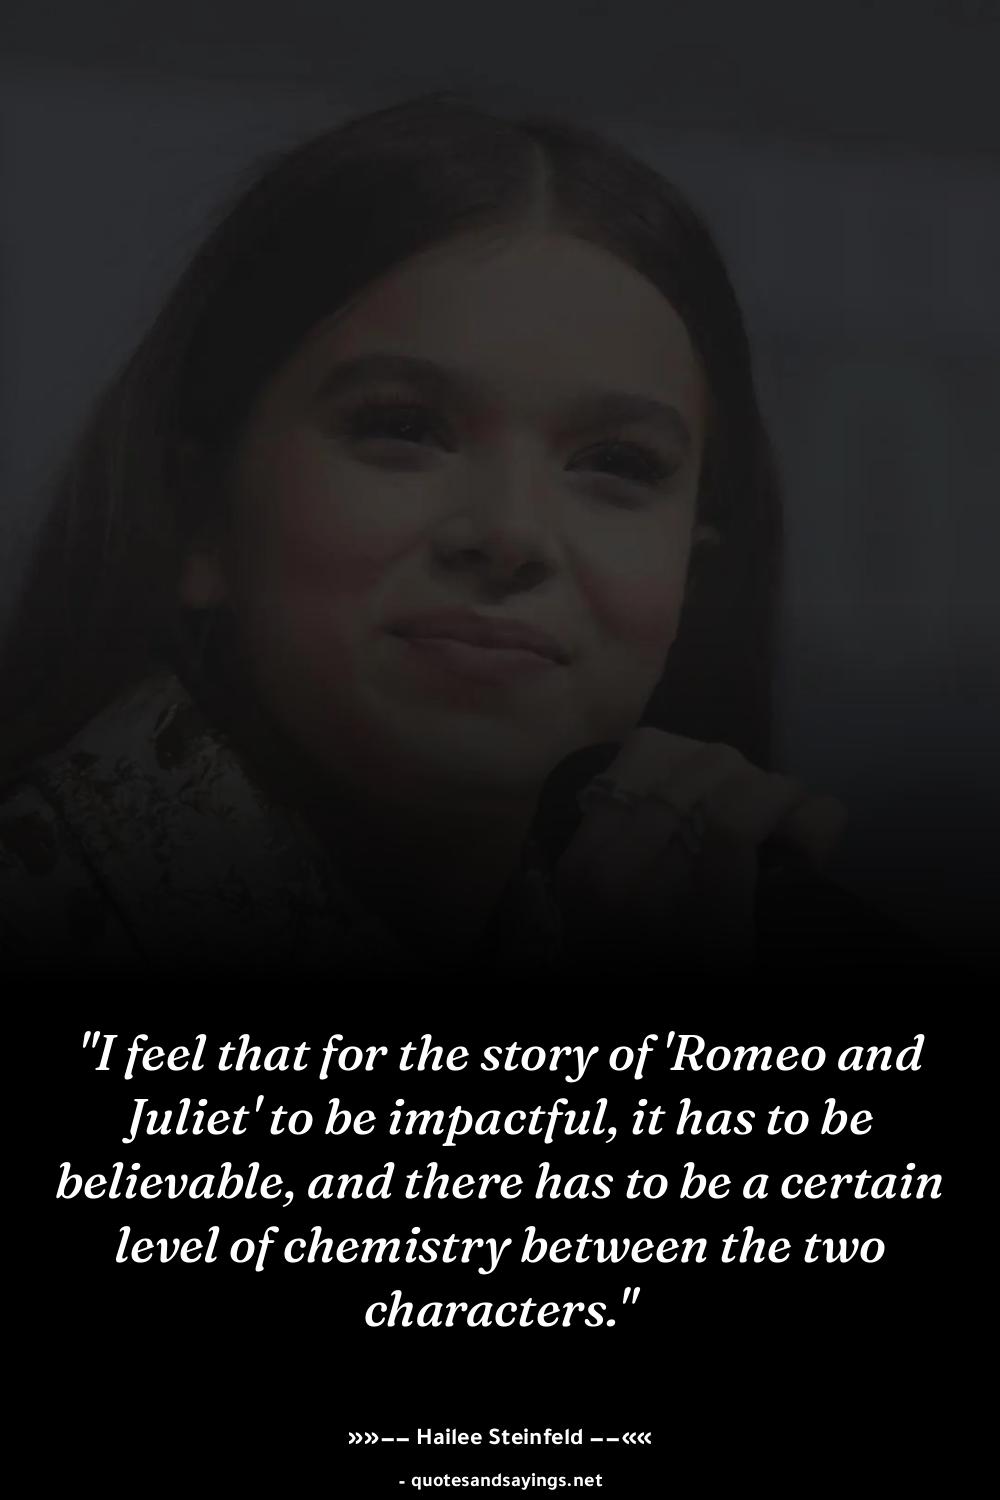 "I feel that for the story of 'Romeo and
Juliet' to be impactful, it has to be
believable, and there has to be a certain
level of chemistry between the two
characters."
»»−− Hailee Steinfeld −−««
- quotesandsayings.net